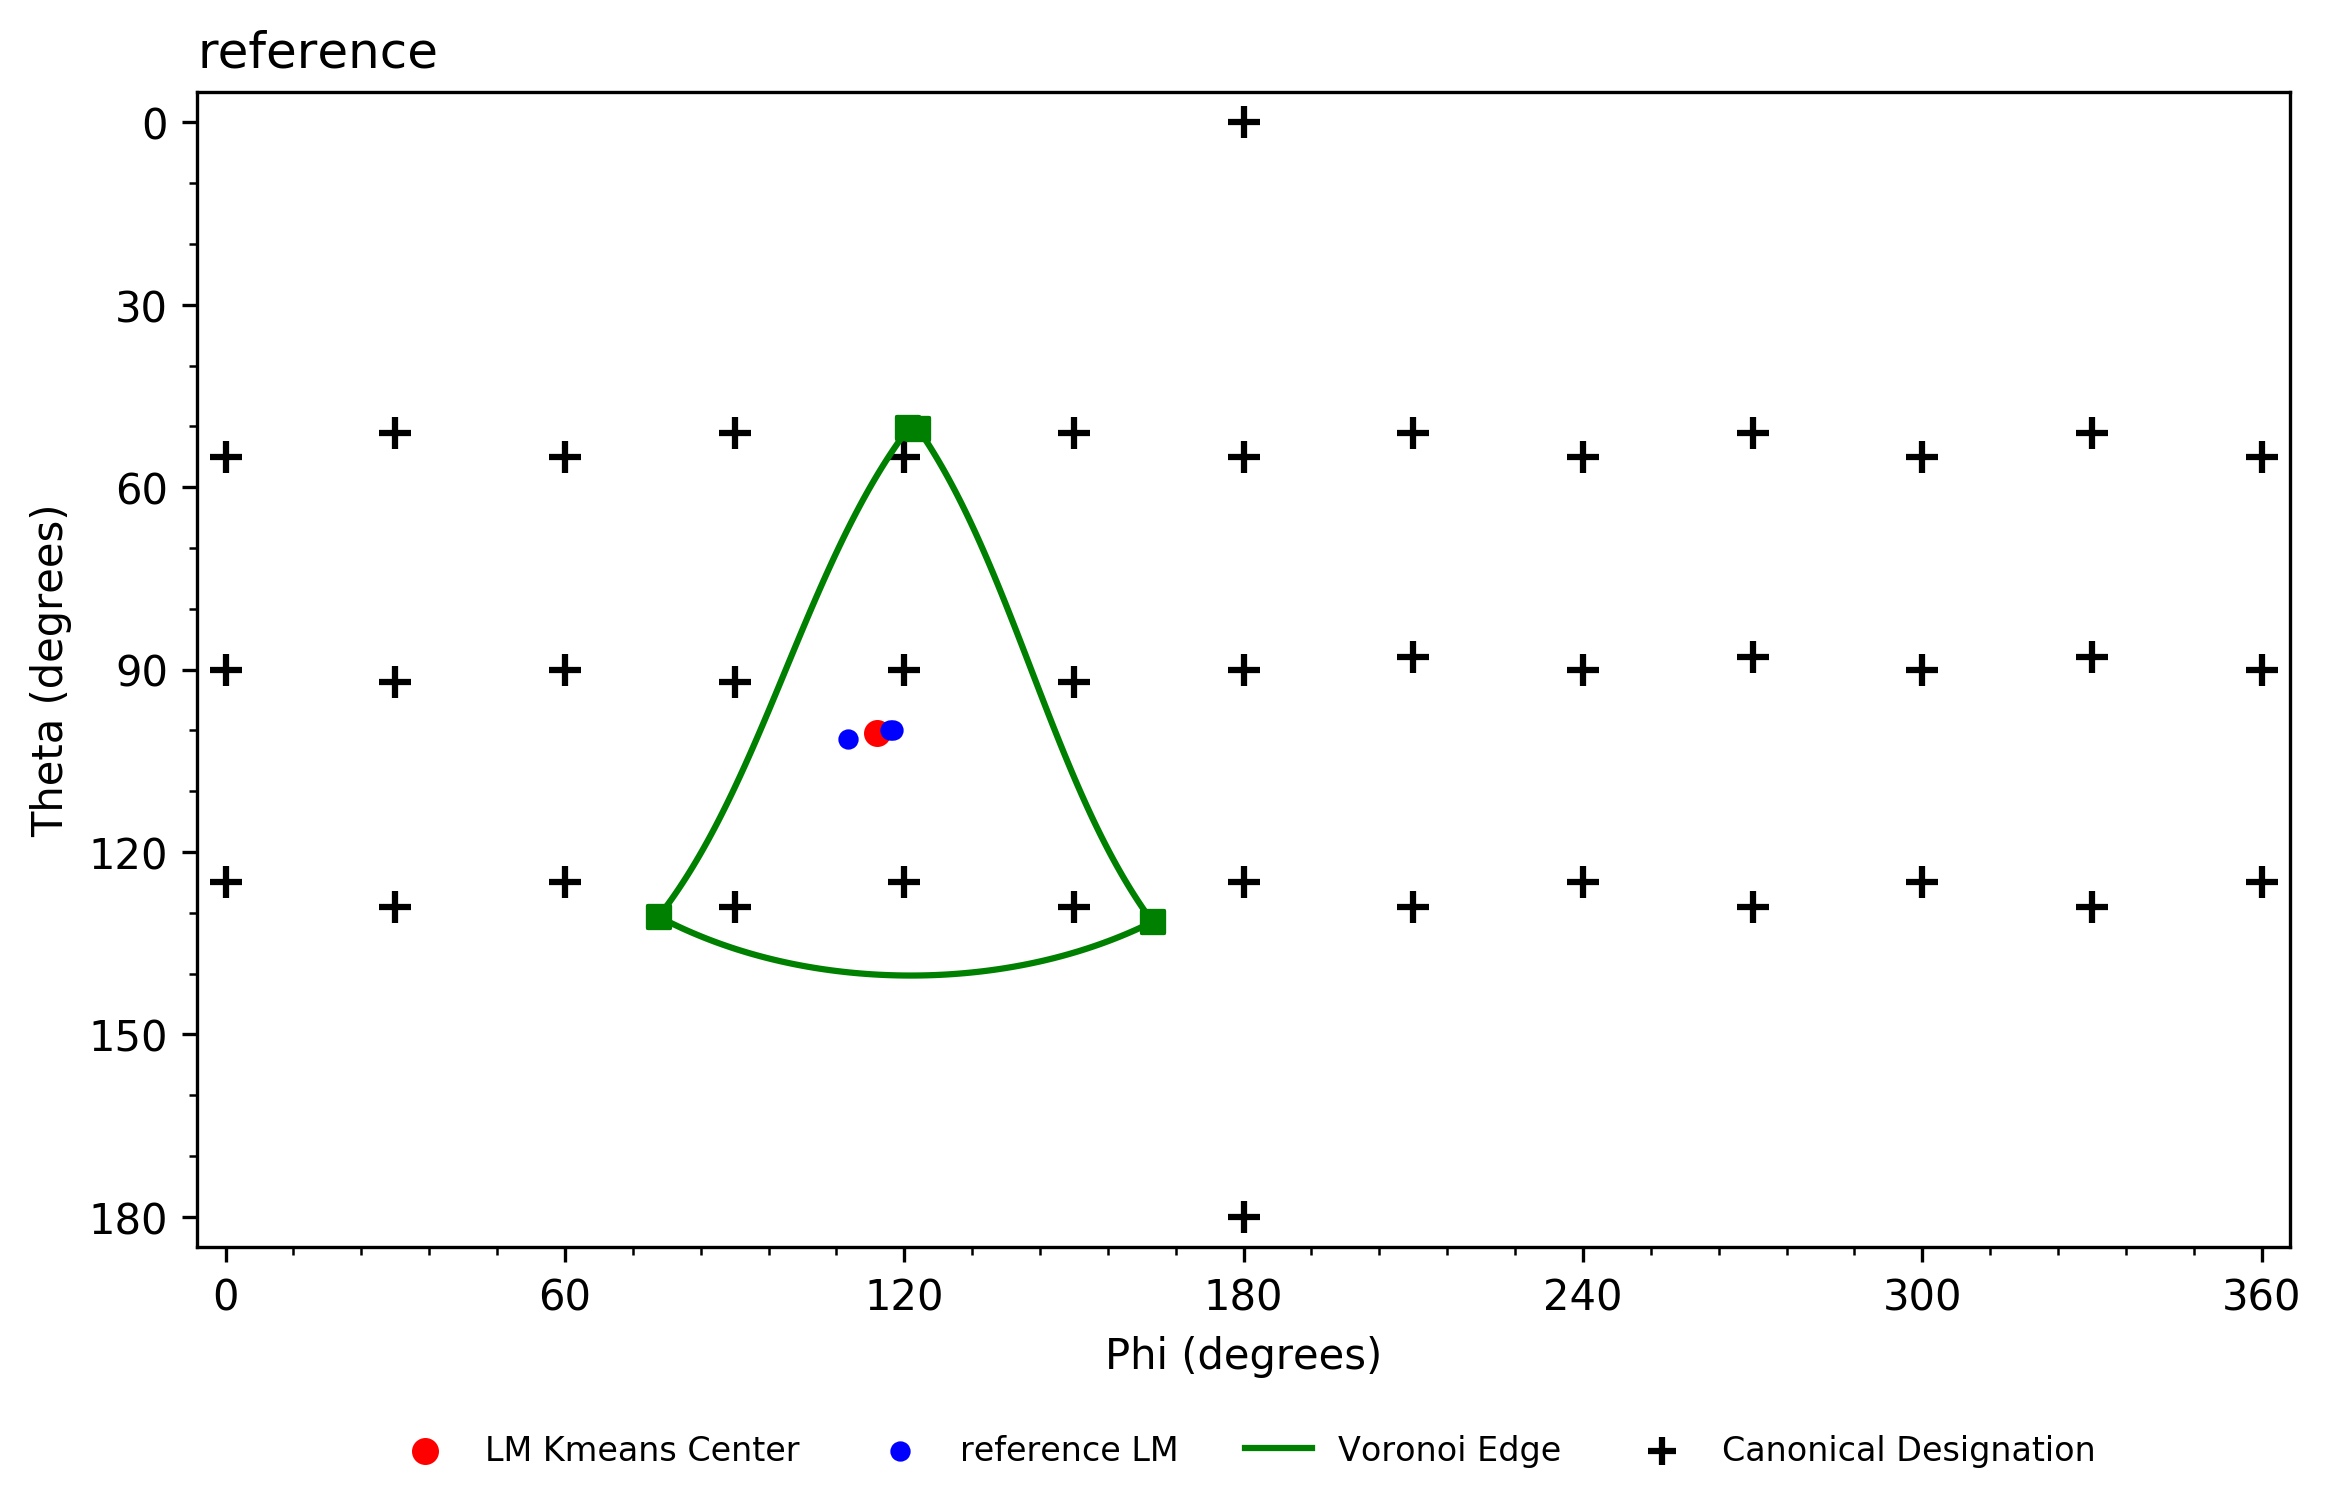 reference
0
30
60
90
120
150
180
Theta (degrees)
0 60 120 180 240 300 360
Phi (degrees)
LM Kmeans Center reference LM Voronoi Edge Canonical Designation